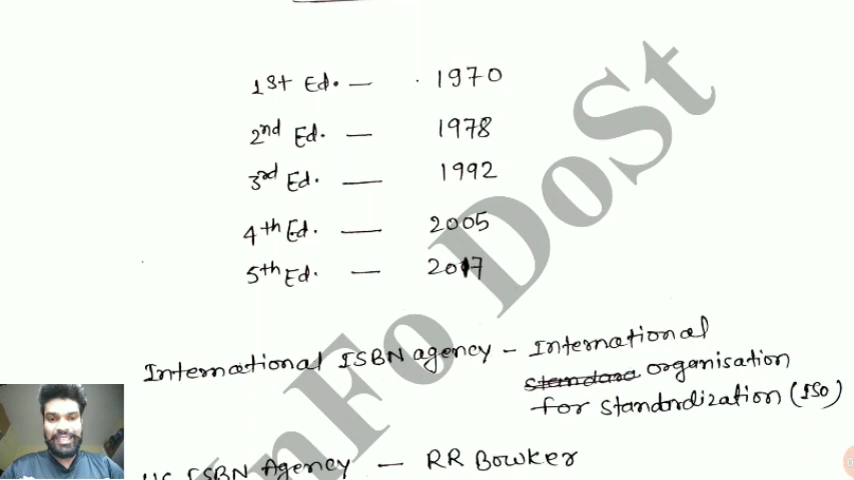 1st Ed. — 1970
2nd Ed. — 1978
3rd Ed. — 1992
4th Ed. — 2005
5th Ed. — 2017
International ISBN agency – International
standard organisation
for standardization (ISO)
US ISBN Agency — RR Bowker
InFo DoSt